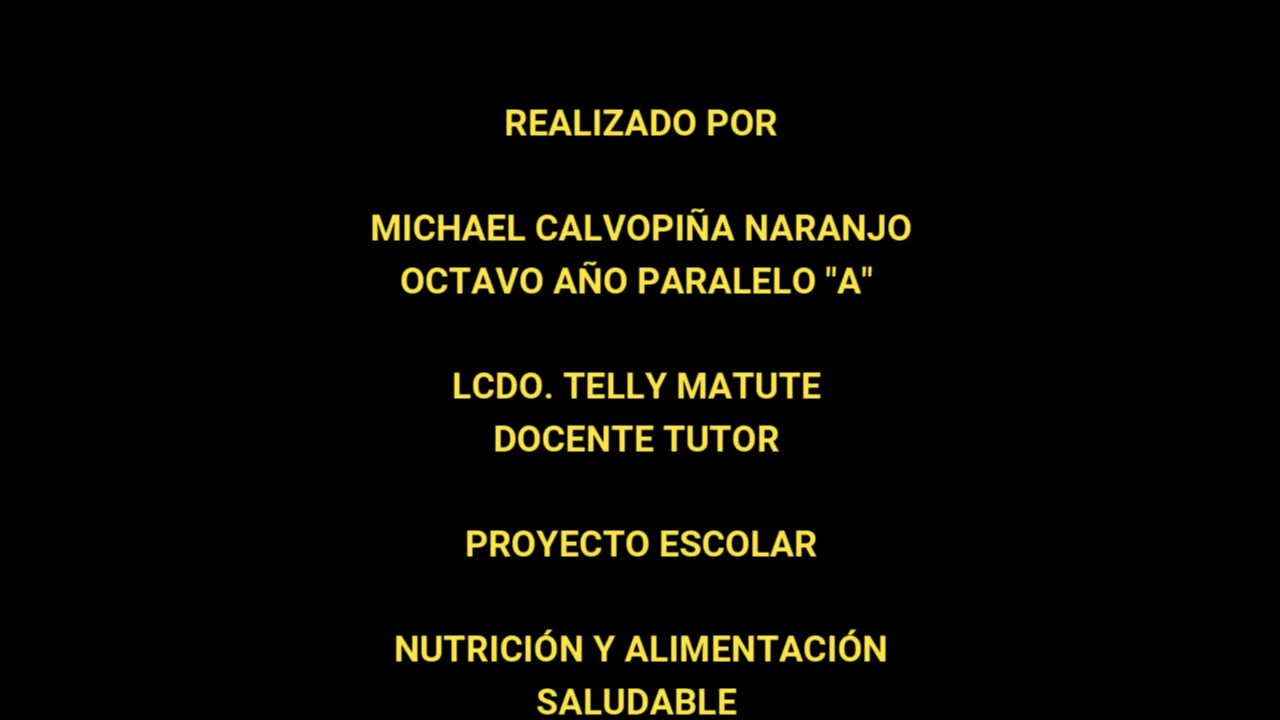 REALIZADO POR
MICHAEL CALVOPIÑA NARANJO
OCTAVO AÑO PARALELO "A"
LCDO. TELLY MATUTE
DOCENTE TUTOR
PROYECTO ESCOLAR
NUTRICIÓN Y ALIMENTACIÓN
SALUDABLE